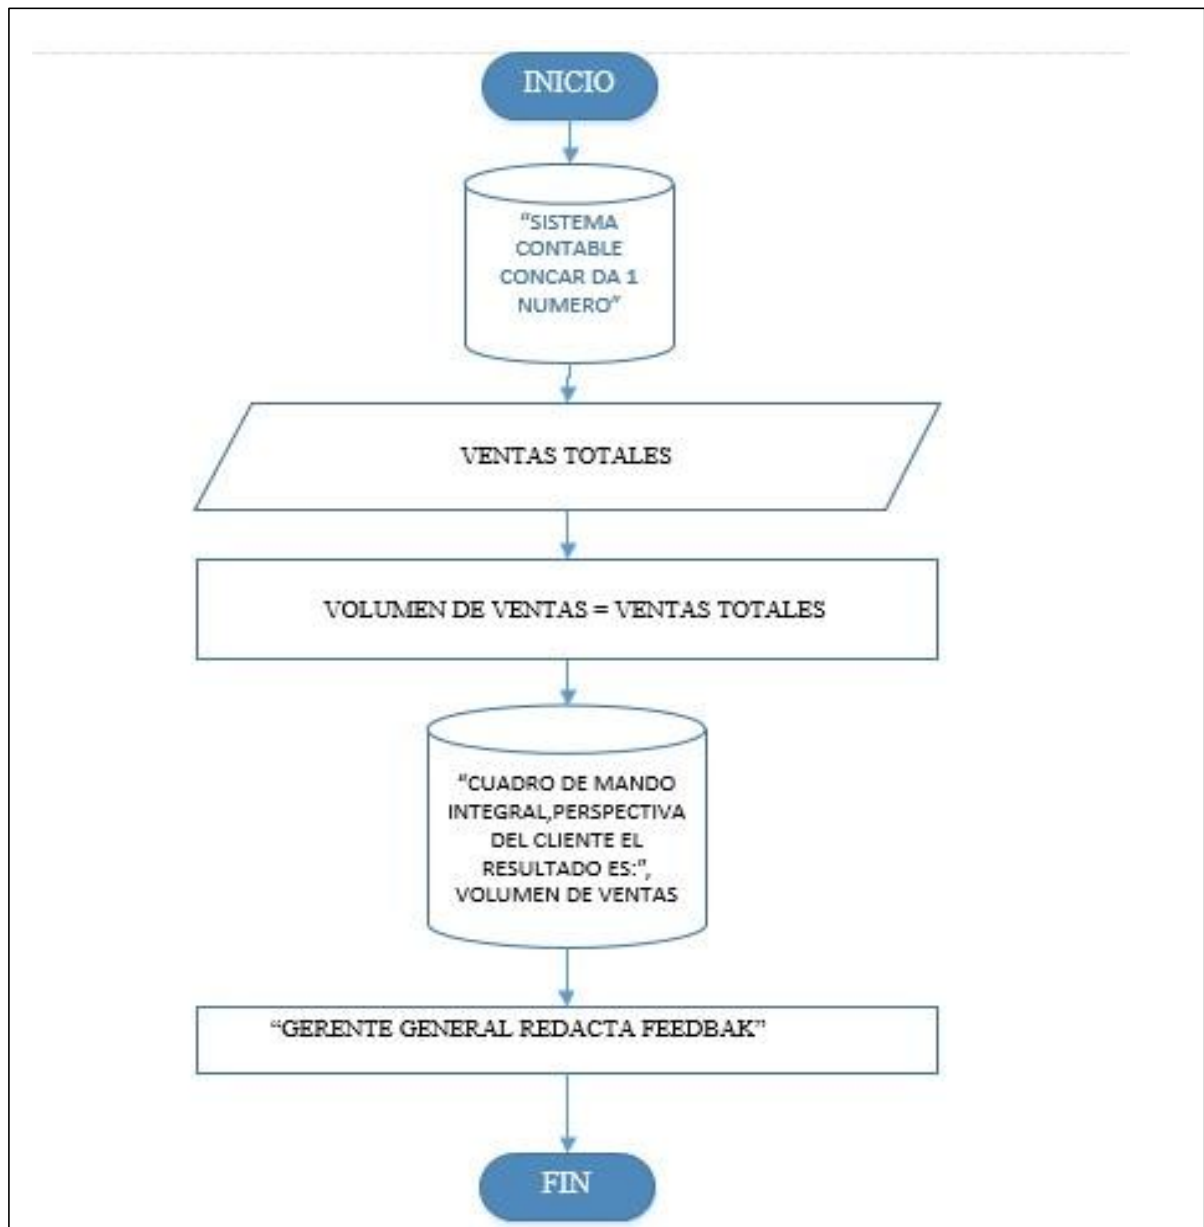 INICIO
“SISTEMA
CONTABLE
CONCAR DA 1
NUMERO”
VENTAS TOTALES
VOLUMEN DE VENTAS = VENTAS TOTALES
“CUADRO DE MANDO
INTEGRAL,PERSPECTIVA
DEL CLIENTE EL
RESULTADO ES:”,
VOLUMEN DE VENTAS
“GERENTE GENERAL REDACTA FEEDBAK”
FIN